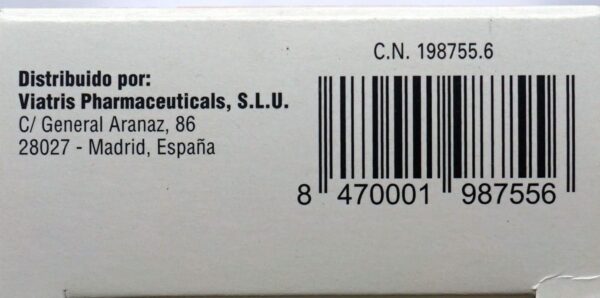 Distribuido por:
Viatris Pharmaceuticals, S.L.U.
C/ General Aranaz, 86
28027 - Madrid, España
C.N. 198755.6
8 470001 987556